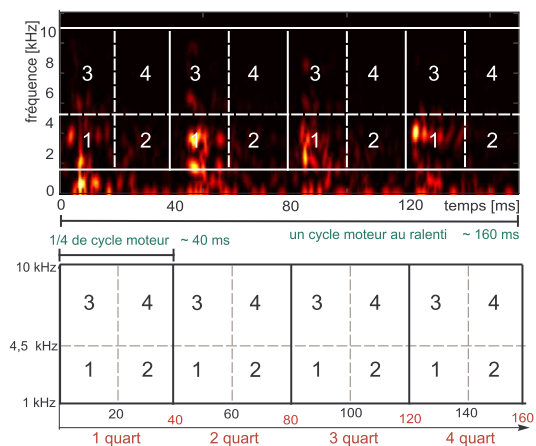 fréquence [kHz]
10
8
6
4
2
0
3 4 3 4 3 4 3 4
1 2 1 2 1 2 1 2
0 40 80 120 temps [ms]
1/4 de cycle moteur ~ 40 ms un cycle moteur au ralenti ~ 160 ms
10 kHz
3 4 3 4 3 4 3 4
4,5 kHz
1 2 1 2 1 2 1 2
1 kHz
20 40 60 80 100 120 140 160
1 quart 2 quart 3 quart 4 quart